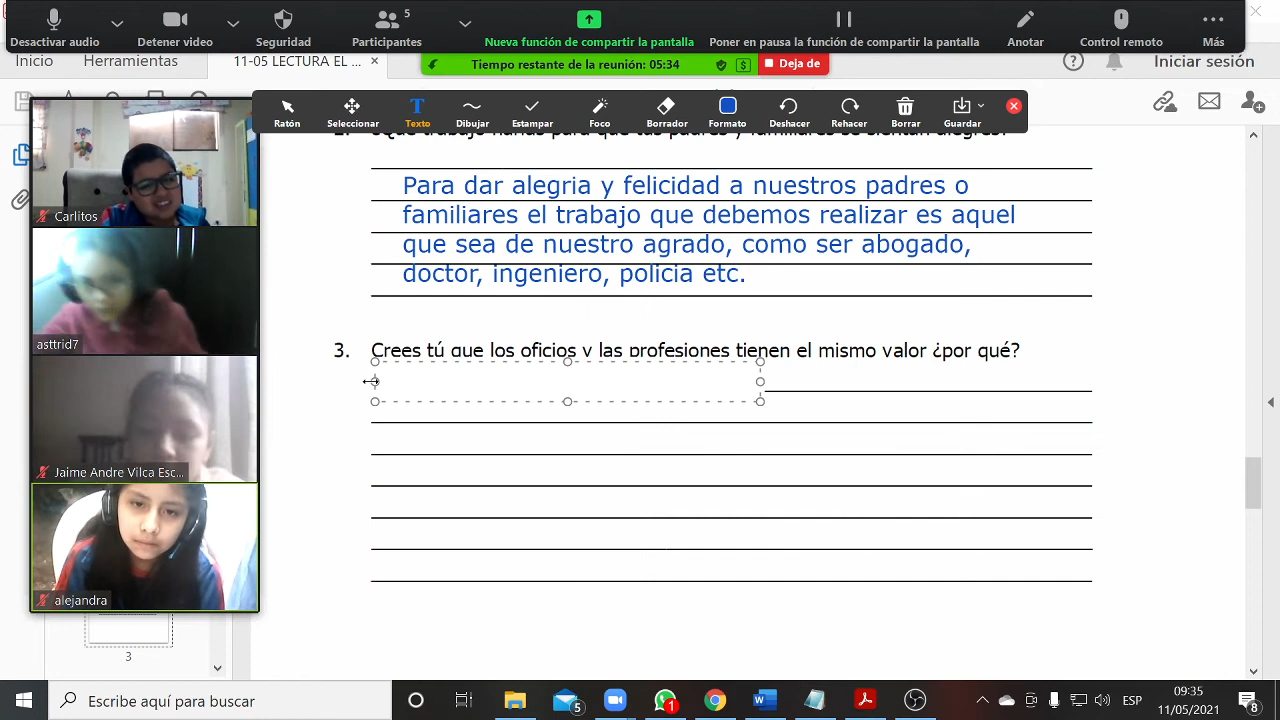 5
Desactivar audio
Detener video
Seguridad
Participantes
Nueva función de compartir la pantalla
Poner en pausa la función de compartir la pantalla
Anotar
Control remoto
Más
Inicio
Herramientas
11-05 LECTURA EL ...
Tiempo restante de la reunión: 05:34
Deja de
Iniciar sesión
Ratón
Seleccionar
Texto
Dibujar
Estampar
Foco
Borrador
Formato
Deshacer
Rehacer
Borrar
Guardar
Para dar alegria y felicidad a nuestros padres o
familiares el trabajo que debemos realizar es aquel
que sea de nuestro agrado, como ser abogado,
doctor, ingeniero, policia etc.
3. Crees tú que los oficios y las profesiones tienen el mismo valor ¿por qué?
Carlitos
asttrid7
Jaime Andre Vilca Esc...
alejandra
3
Escribe aquí para buscar
5
1
ESP
09:35
11/05/2021
8